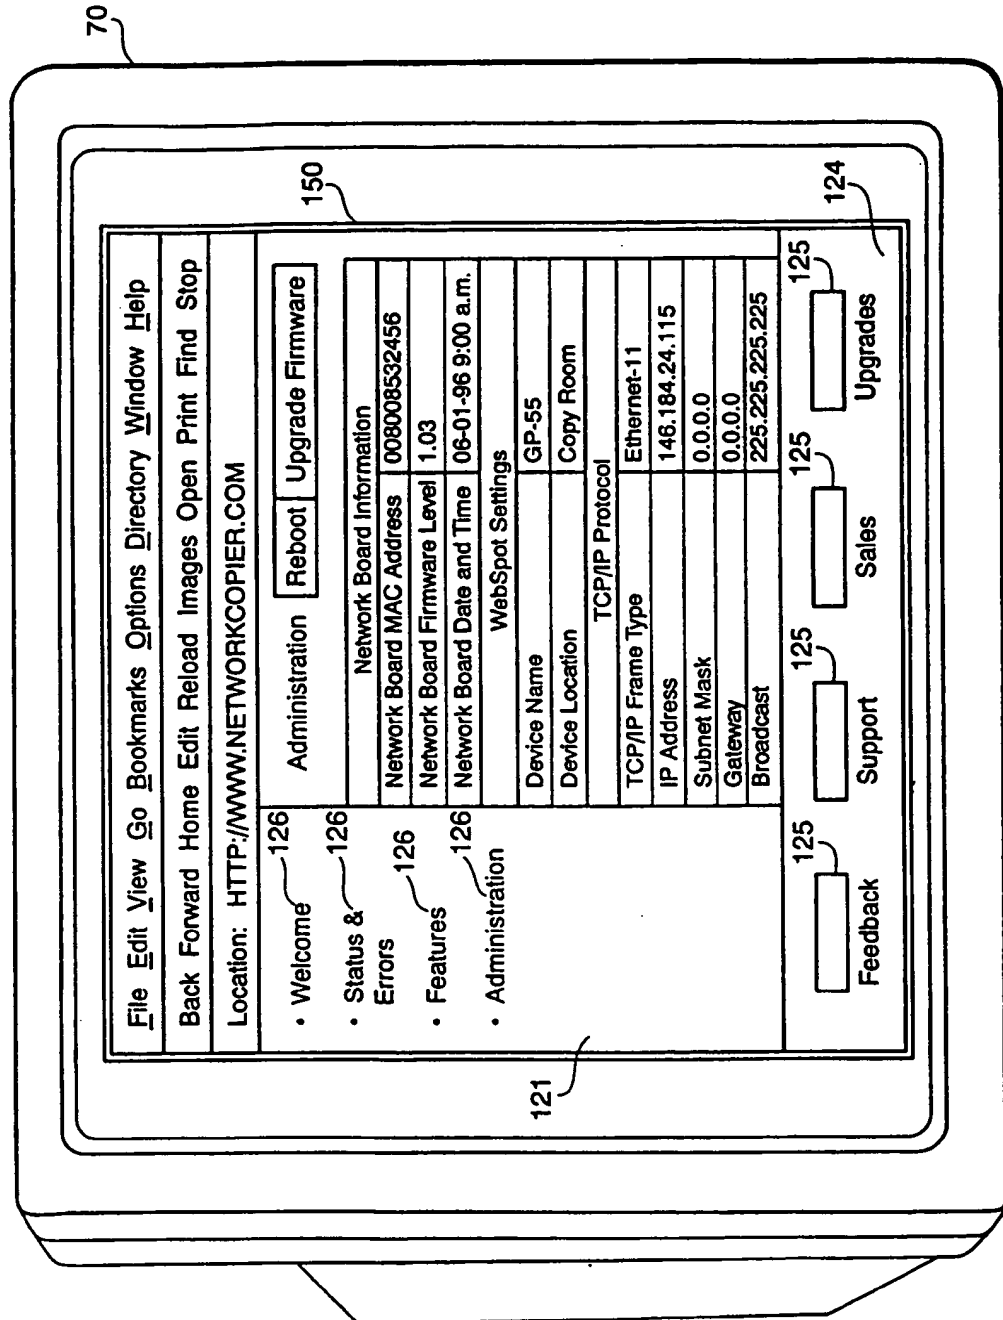 70
File Edit View Go Bookmarks Options Directory Window Help
Back Forward Home Edit Reload Images Open Print Find Stop
Location: HTTP://WWW.NETWORKCOPIER.COM
150
• Welcome 126
• Status & Errors 126
• Features 126
• Administration 126
121
Administration Reboot Upgrade Firmware
Network Board Information
Network Board MAC Address 008008532456
Network Board Firmware Level 1.03
Network Board Date and Time 06-01-96 9:00 a.m.
WebSpot Settings
Device Name GP-55
Device Location Copy Room
TCP/IP Protocol
TCP/IP Frame Type Ethernet-11
IP Address 146.184.24.115
Subnet Mask 0.0.0.0
Gateway 0.0.0.0
Broadcast 225.225.225.225
125 125 125 125
Feedback Support Sales Upgrades
124